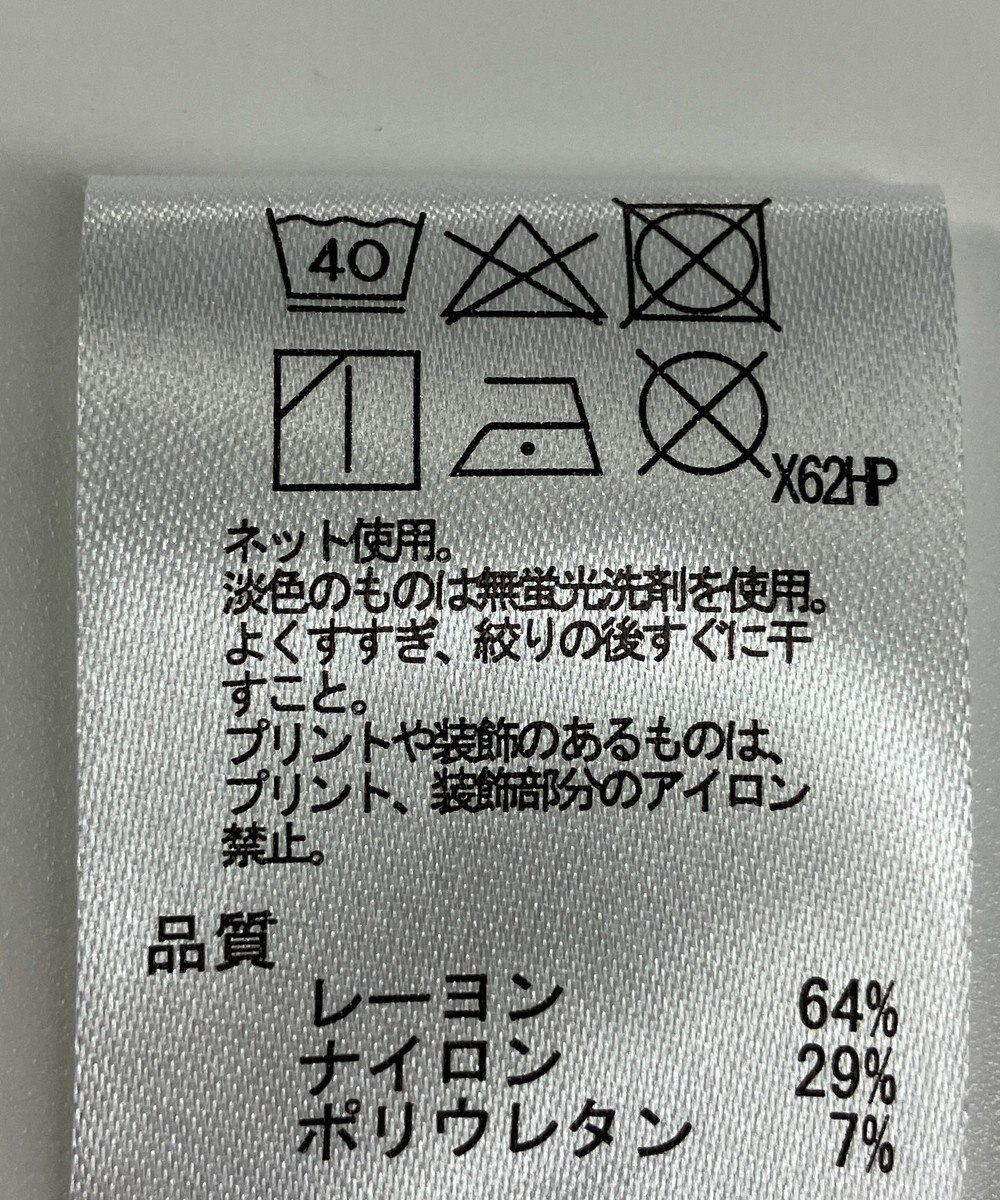 40
X62HP
ネット使用。
淡色のものは無蛍光洗剤を使用。
よくすすぎ、絞りの後すぐに干
すこと。
プリントや装飾のあるものは、
プリント、装飾部分のアイロン
禁止。
品質
レーヨン 64%
ナイロン 29%
ポリウレタン 7%